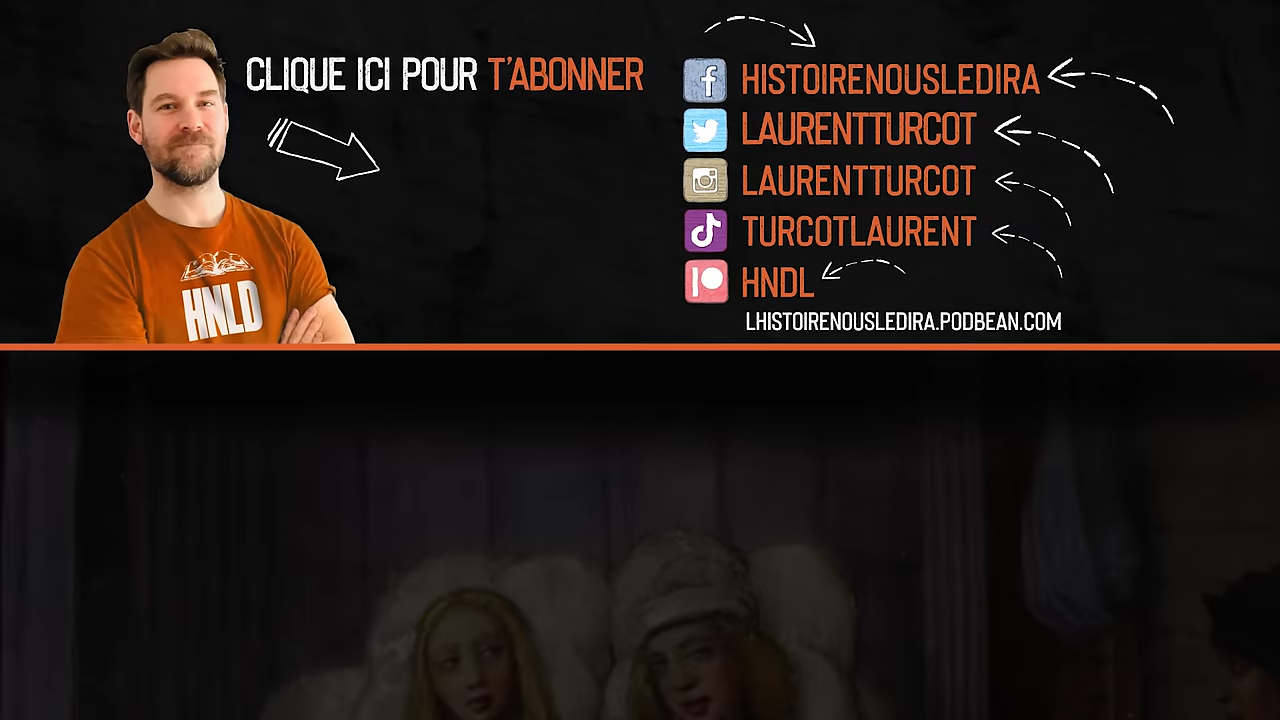 CLIQUE ICI POUR T'ABONNER
HNLD
HISTOIRENOUSLEDIRA
LAURENTTURCOT
LAURENTTURCOT
TURCOTLAURENT
HNDL
LHISTOIRENOUSLEDIRA.PODBEAN.COM